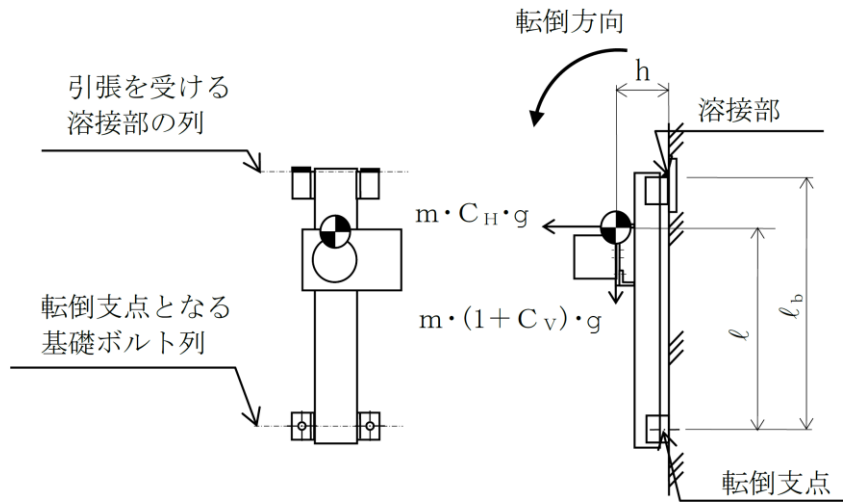 転倒方向
引張を受ける
溶接部の列
h
溶接部
m・C_H・g
m・(1+C_V)・g
ℓ
ℓ_b
転倒支点となる
基礎ボルト列
転倒支点